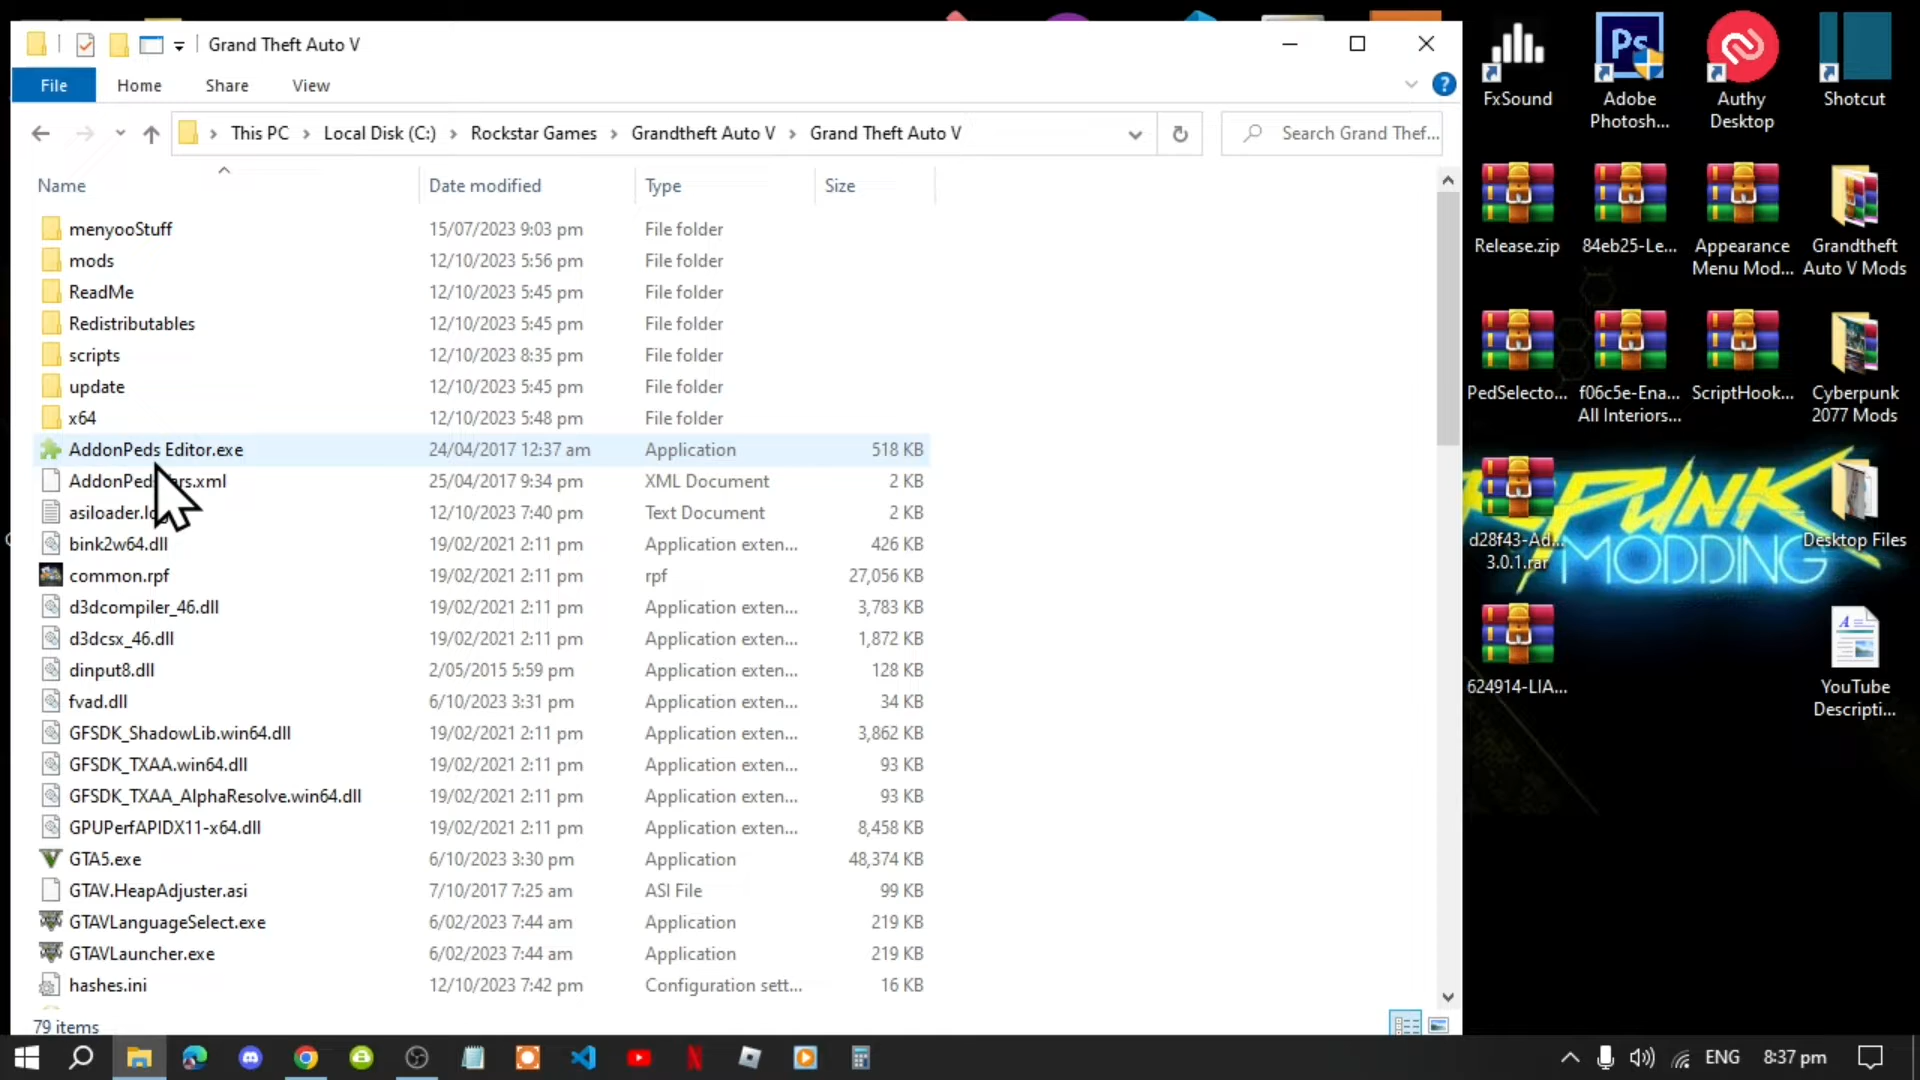 Grand Theft Auto V
File Home Share View
This PC Local Disk (C:) Rockstar Games Grandtheft Auto V Grand Theft Auto V Search Grand Thef...
Name Date modified Type Size
menyooStuff 15/07/2023 9:03 pm File folder
mods 12/10/2023 5:56 pm File folder
ReadMe 12/10/2023 5:45 pm File folder
Redistributables 12/10/2023 5:45 pm File folder
scripts 12/10/2023 8:35 pm File folder
update 12/10/2023 5:45 pm File folder
x64 12/10/2023 5:48 pm File folder
AddonPeds Editor.exe 24/04/2017 12:37 am Application 518 KB
25/04/2017 9:34 pm XML Document 2 KB
12/10/2023 7:40 pm Text Document 2 KB
bink2w64.dll 19/02/2021 2:11 pm Application exten... 426 KB
common.rpf 19/02/2021 2:11 pm rpf 27,056 KB
d3dcompiler_46.dll 19/02/2021 2:11 pm Application exten... 3,783 KB
d3dcsx_46.dll 19/02/2021 2:11 pm Application exten... 1,872 KB
dinput8.dll 2/05/2015 5:59 pm Application exten... 128 KB
fvad.dll 6/10/2023 3:31 pm Application exten... 34 KB
GFSDK_ShadowLib.win64.dll 19/02/2021 2:11 pm Application exten... 3,862 KB
GFSDK_TXAA.win64.dll 19/02/2021 2:11 pm Application exten... 93 KB
GFSDK_TXAA_AlphaResolve.win64.dll 19/02/2021 2:11 pm Application exten... 93 KB
GPUPerfAPIDX11-x64.dll 19/02/2021 2:11 pm Application exten... 8,458 KB
GTA5.exe 6/10/2023 3:30 pm Application 48,374 KB
GTAV.HeapAdjuster.asi 7/10/2017 7:25 am ASI File 99 KB
GTAVLanguageSelect.exe 6/02/2023 7:44 am Application 219 KB
GTAVLauncher.exe 6/02/2023 7:44 am Application 219 KB
hashes.ini 12/10/2023 7:42 pm Configuration sett... 16 KB
79 items
FxSound
Ps
Adobe
Photosh...
Authy
Desktop
Shotcut
Release.zip
84eb25-Le...
Appearance
Menu Mod...
Grandtheft
Auto V Mods
PedSelecto...
f06c5e-Ena...
All Interiors...
ScriptHook...
Cyberpunk
2077 Mods
d28f43-Ad...
3.0.1.rar
PUNK
MODDING
Desktop Files
624914-LIA...
YouTube
Descripti...
ENG 8:37 pm